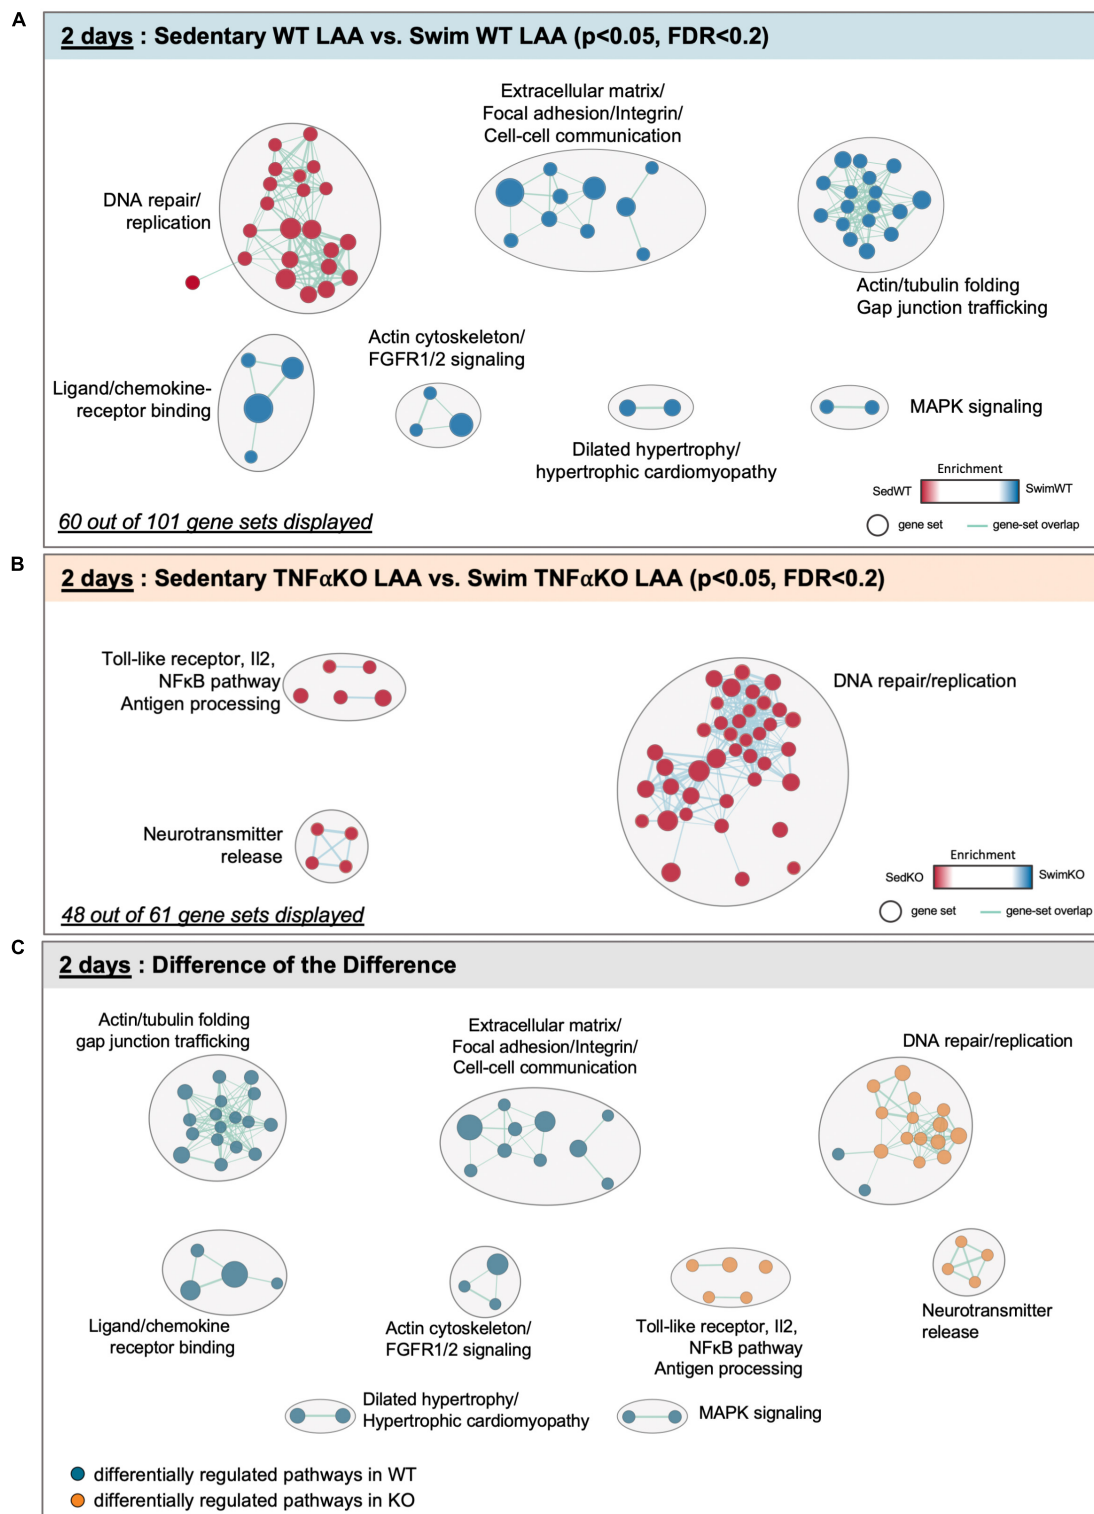 A
2 days : Sedentary WT LAA vs. Swim WT LAA (p<0.05, FDR<0.2)
Extracellular matrix/
Focal adhesion/Integrin/
Cell-cell communication
DNA repair/
replication
Actin/tubulin folding
Gap junction trafficking
Actin cytoskeleton/
FGFR1/2 signaling
Ligand/chemokine-
receptor binding
MAPK signaling
Dilated hypertrophy/
hypertrophic cardiomyopathy
Enrichment
SedWT
SwimWT
gene set
gene-set overlap
60 out of 101 gene sets displayed
B
2 days : Sedentary TNFαKO LAA vs. Swim TNFαKO LAA (p<0.05, FDR<0.2)
Toll-like receptor, Il2,
NFκB pathway
Antigen processing
DNA repair/replication
Neurotransmitter
release
Enrichment
SedKO
SwimKO
gene set
gene-set overlap
48 out of 61 gene sets displayed
C
2 days : Difference of the Difference
Actin/tubulin folding
gap junction trafficking
Extracellular matrix/
Focal adhesion/Integrin/
Cell-cell communication
DNA repair/replication
Ligand/chemokine
receptor binding
Actin cytoskeleton/
FGFR1/2 signaling
Toll-like receptor, Il2,
NFκB pathway
Antigen processing
Neurotransmitter
release
Dilated hypertrophy/
Hypertrophic cardiomyopathy
MAPK signaling
differentially regulated pathways in WT
differentially regulated pathways in KO